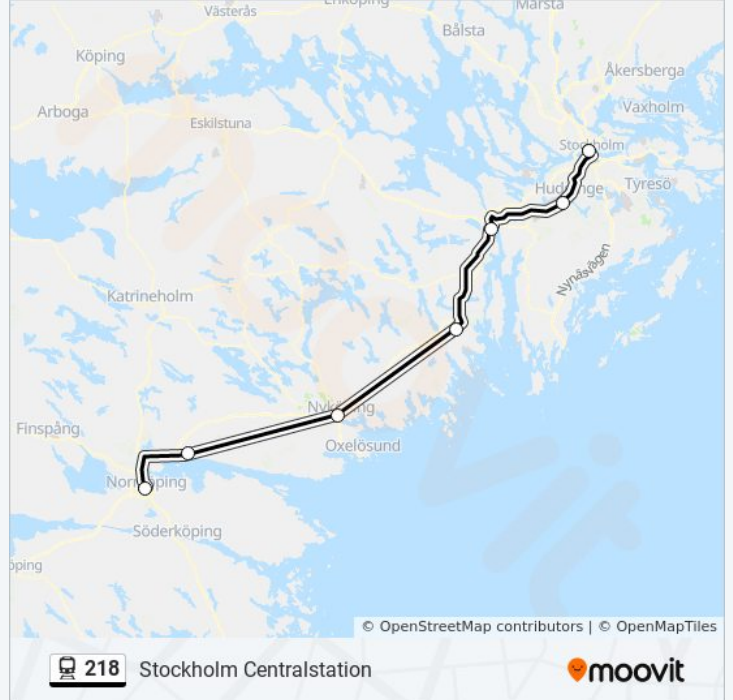 Enköping
Märsta
Västerås
Bålsta
Köping
Åkersberga
Arboga
Vaxholm
Eskilstuna
Stockholm
Huddinge
Tyresö
Nynäsvägen
Katrineholm
Nyköping
Finspång
Oxelösund
Norrköping
Söderköping
öping
© OpenStreetMap contributors | © OpenMapTiles
218 Stockholm Centralstation
moovit